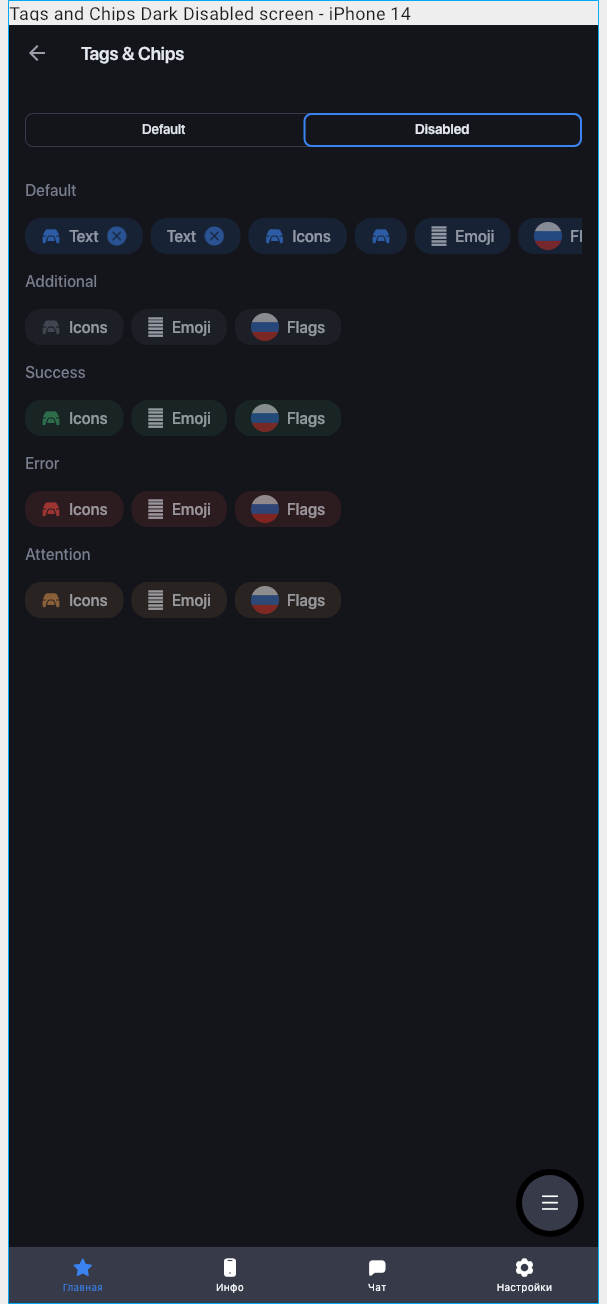 Tags and Chips Dark Disabled screen - iPhone 14
Tags & Chips
Default Disabled
Default
Text Text Icons Emoji Fl
Additional
Icons Emoji Flags
Success
Icons Emoji Flags
Error
Icons Emoji Flags
Attention
Icons Emoji Flags
Главная Инфо Чат Настройки